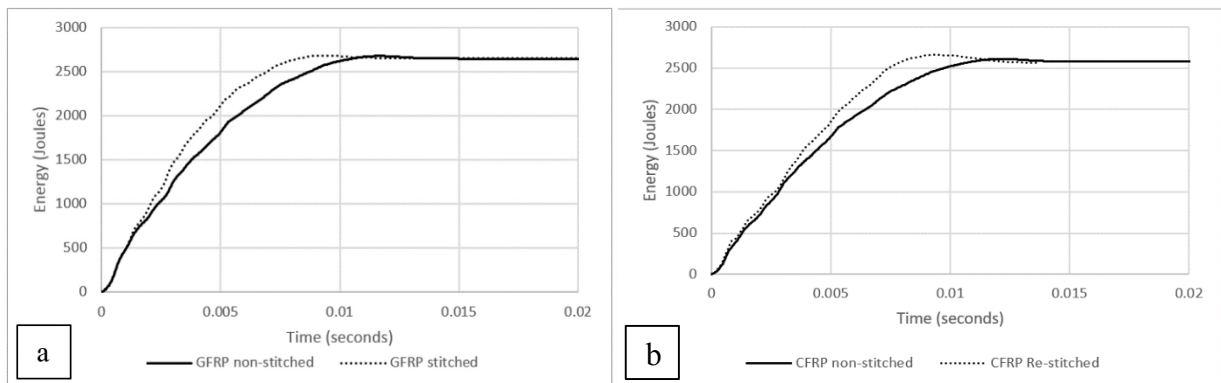 3000
2500
2000
1500
1000
500
0
Energy (Joules)
0 0.005 0.01 0.015 0.02
Time (seconds)
GFRP non-stitched GFRP stitched
a
3000
2500
2000
1500
1000
500
0
Energy (Joules)
0 0.005 0.01 0.015 0.02
Time (seconds)
CFRP non-stitched CFRP Re-stitched
b